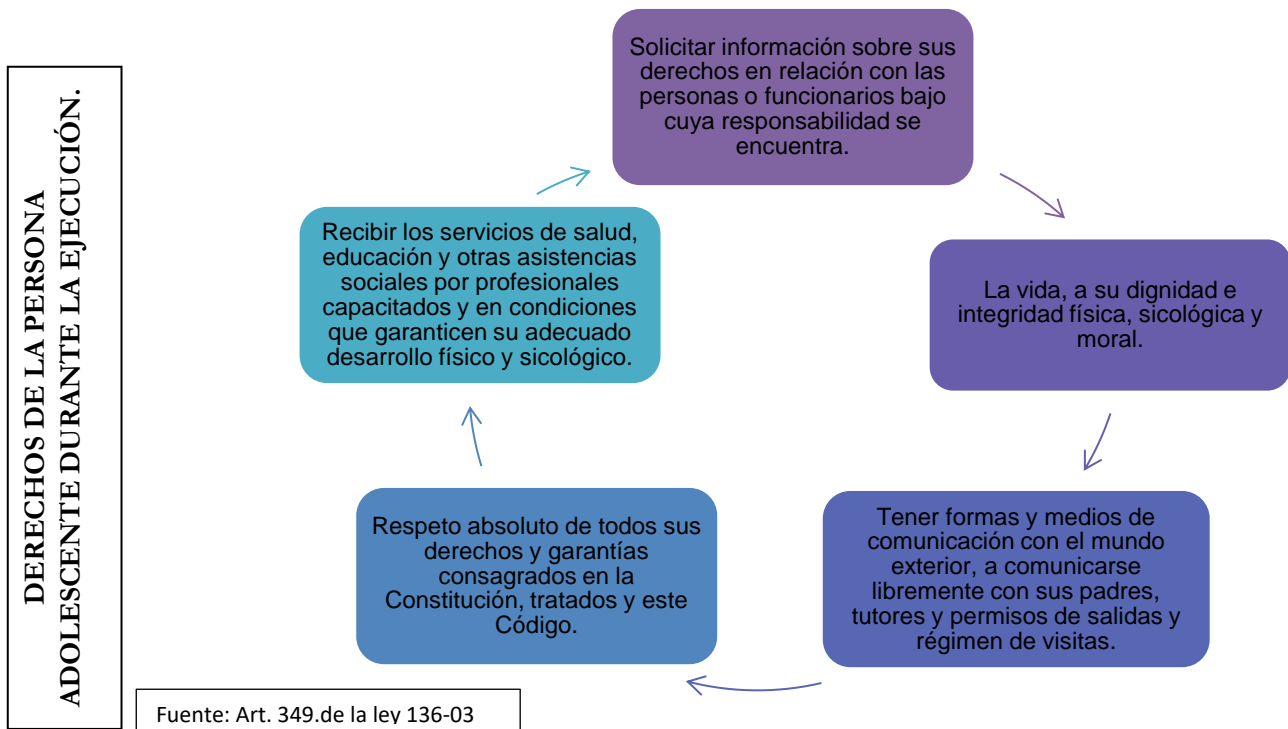 DERECHOS DE LA PERSONA
ADOLESCENTE DURANTE LA EJECUCIÓN.
Solicitar información sobre sus
derechos en relación con las
personas o funcionarios bajo
cuya responsabilidad se
encuentra.
La vida, a su dignidad e
integridad física, sicológica y
moral.
Tener formas y medios de
comunicación con el mundo
exterior, a comunicarse
libremente con sus padres,
tutores y permisos de salidas y
régimen de visitas.
Respeto absoluto de todos sus
derechos y garantías
consagrados en la
Constitución, tratados y este
Código.
Recibir los servicios de salud,
educación y otras asistencias
sociales por profesionales
capacitados y en condiciones
que garanticen su adecuado
desarrollo físico y sicológico.
Fuente: Art. 349.de la ley 136-03